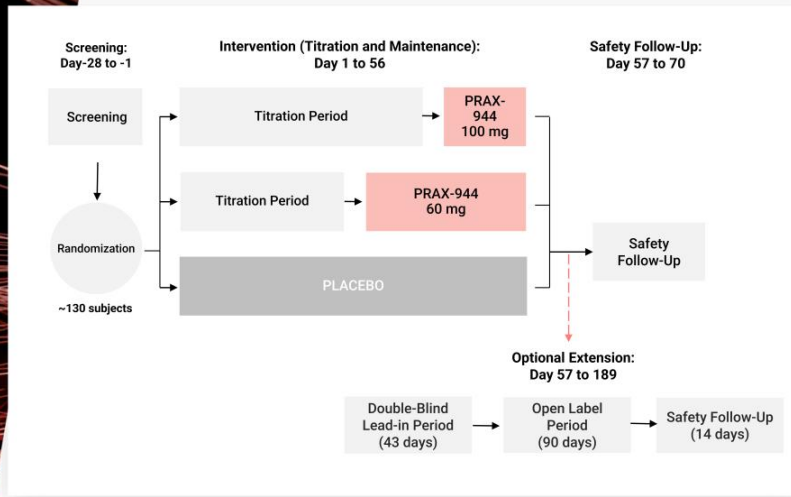 Screening:
Day-28 to -1
Intervention (Titration and Maintenance):
Day 1 to 56
Safety Follow-Up:
Day 57 to 70
Screening
Titration Period
PRAX-
944
100 mg
Titration Period
PRAX-944
60 mg
Randomization
Safety
Follow-Up
PLACEBO
~130 subjects
Optional Extension:
Day 57 to 189
Double-Blind
Lead-in Period
(43 days)
Open Label
Period
(90 days)
Safety Follow-Up
(14 days)